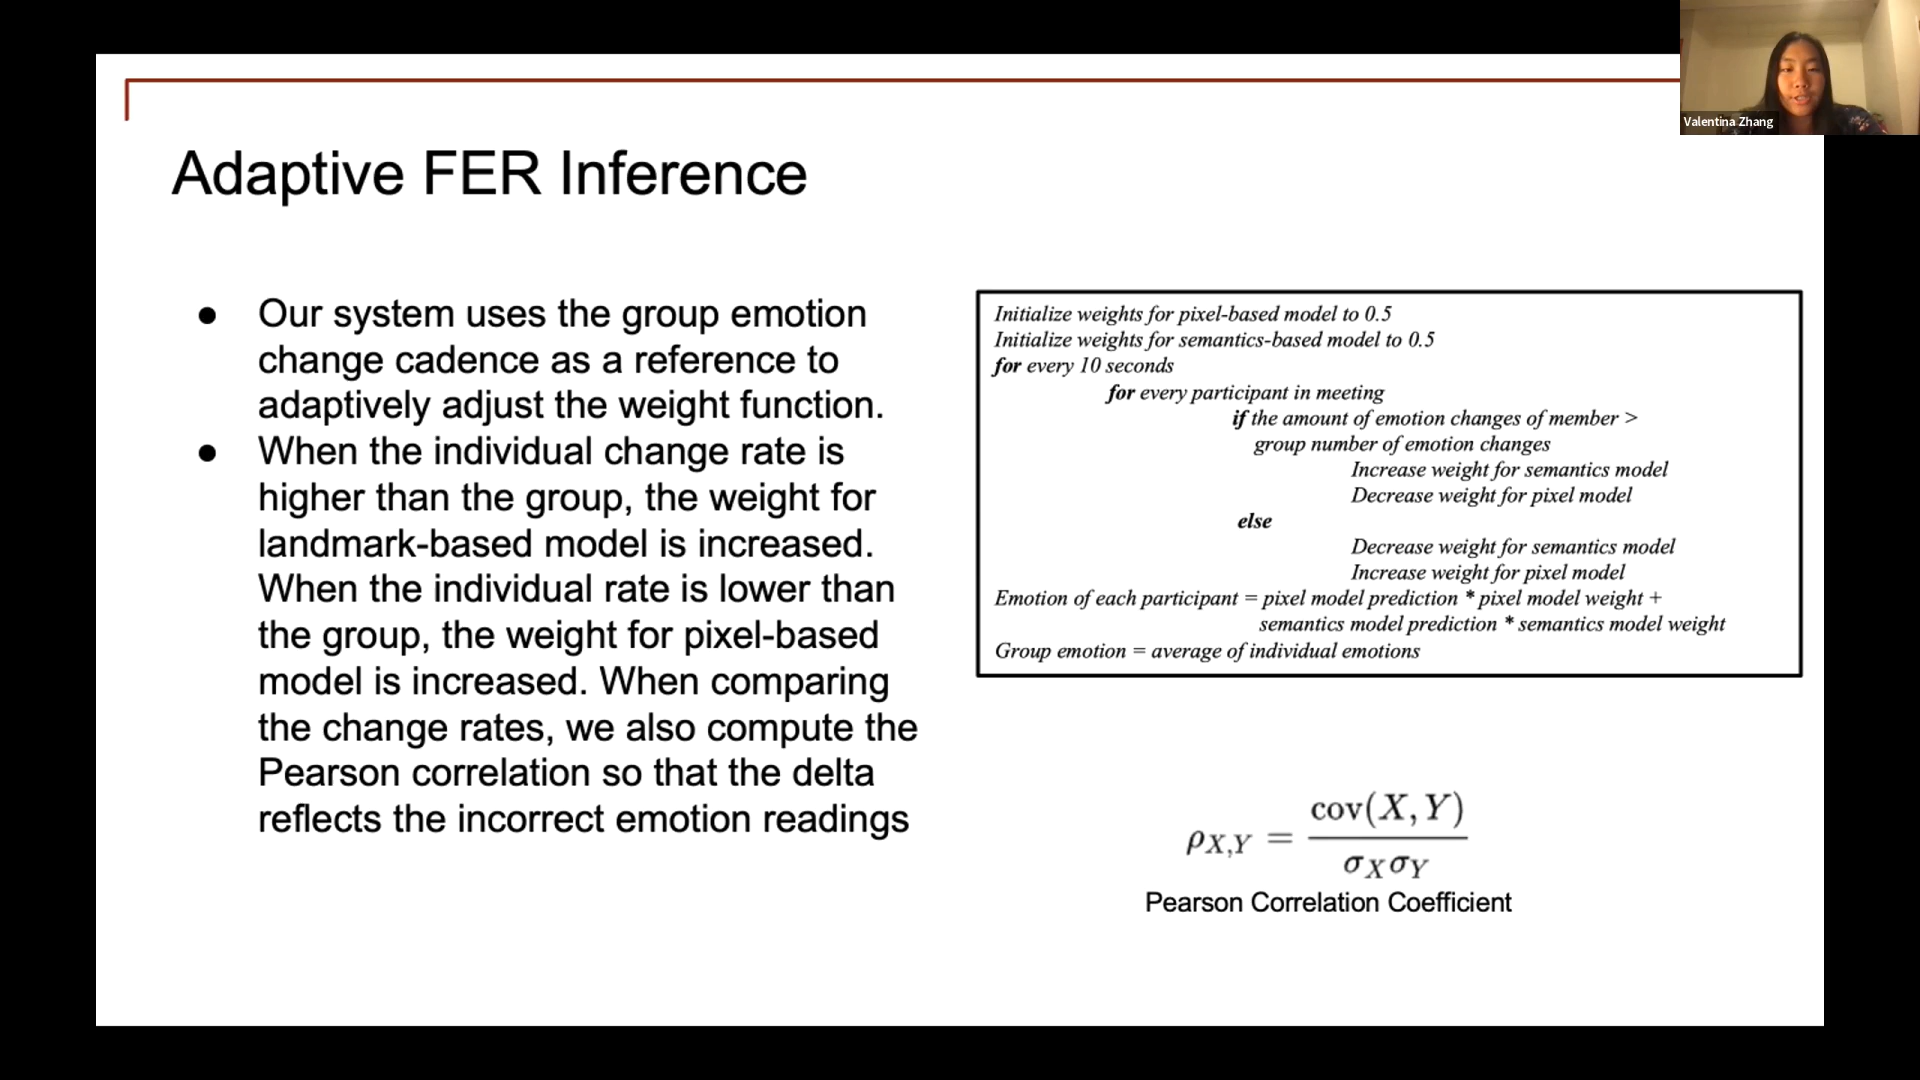 Valentina Zhang
Adaptive FER Inference
● Our system uses the group emotion
change cadence as a reference to
adaptively adjust the weight function.
● When the individual change rate is
higher than the group, the weight for
landmark-based model is increased.
When the individual rate is lower than
the group, the weight for pixel-based
model is increased. When comparing
the change rates, we also compute the
Pearson correlation so that the delta
reflects the incorrect emotion readings
Initialize weights for pixel-based model to 0.5
Initialize weights for semantics-based model to 0.5
for every 10 seconds
for every participant in meeting
if the amount of emotion changes of member >
group number of emotion changes
Increase weight for semantics model
Decrease weight for pixel model
else
Decrease weight for semantics model
Increase weight for pixel model
Emotion of each participant = pixel model prediction * pixel model weight +
semantics model prediction * semantics model weight
Group emotion = average of individual emotions
cov(X, Y)
ρX,Y =
σXσY
Pearson Correlation Coefficient